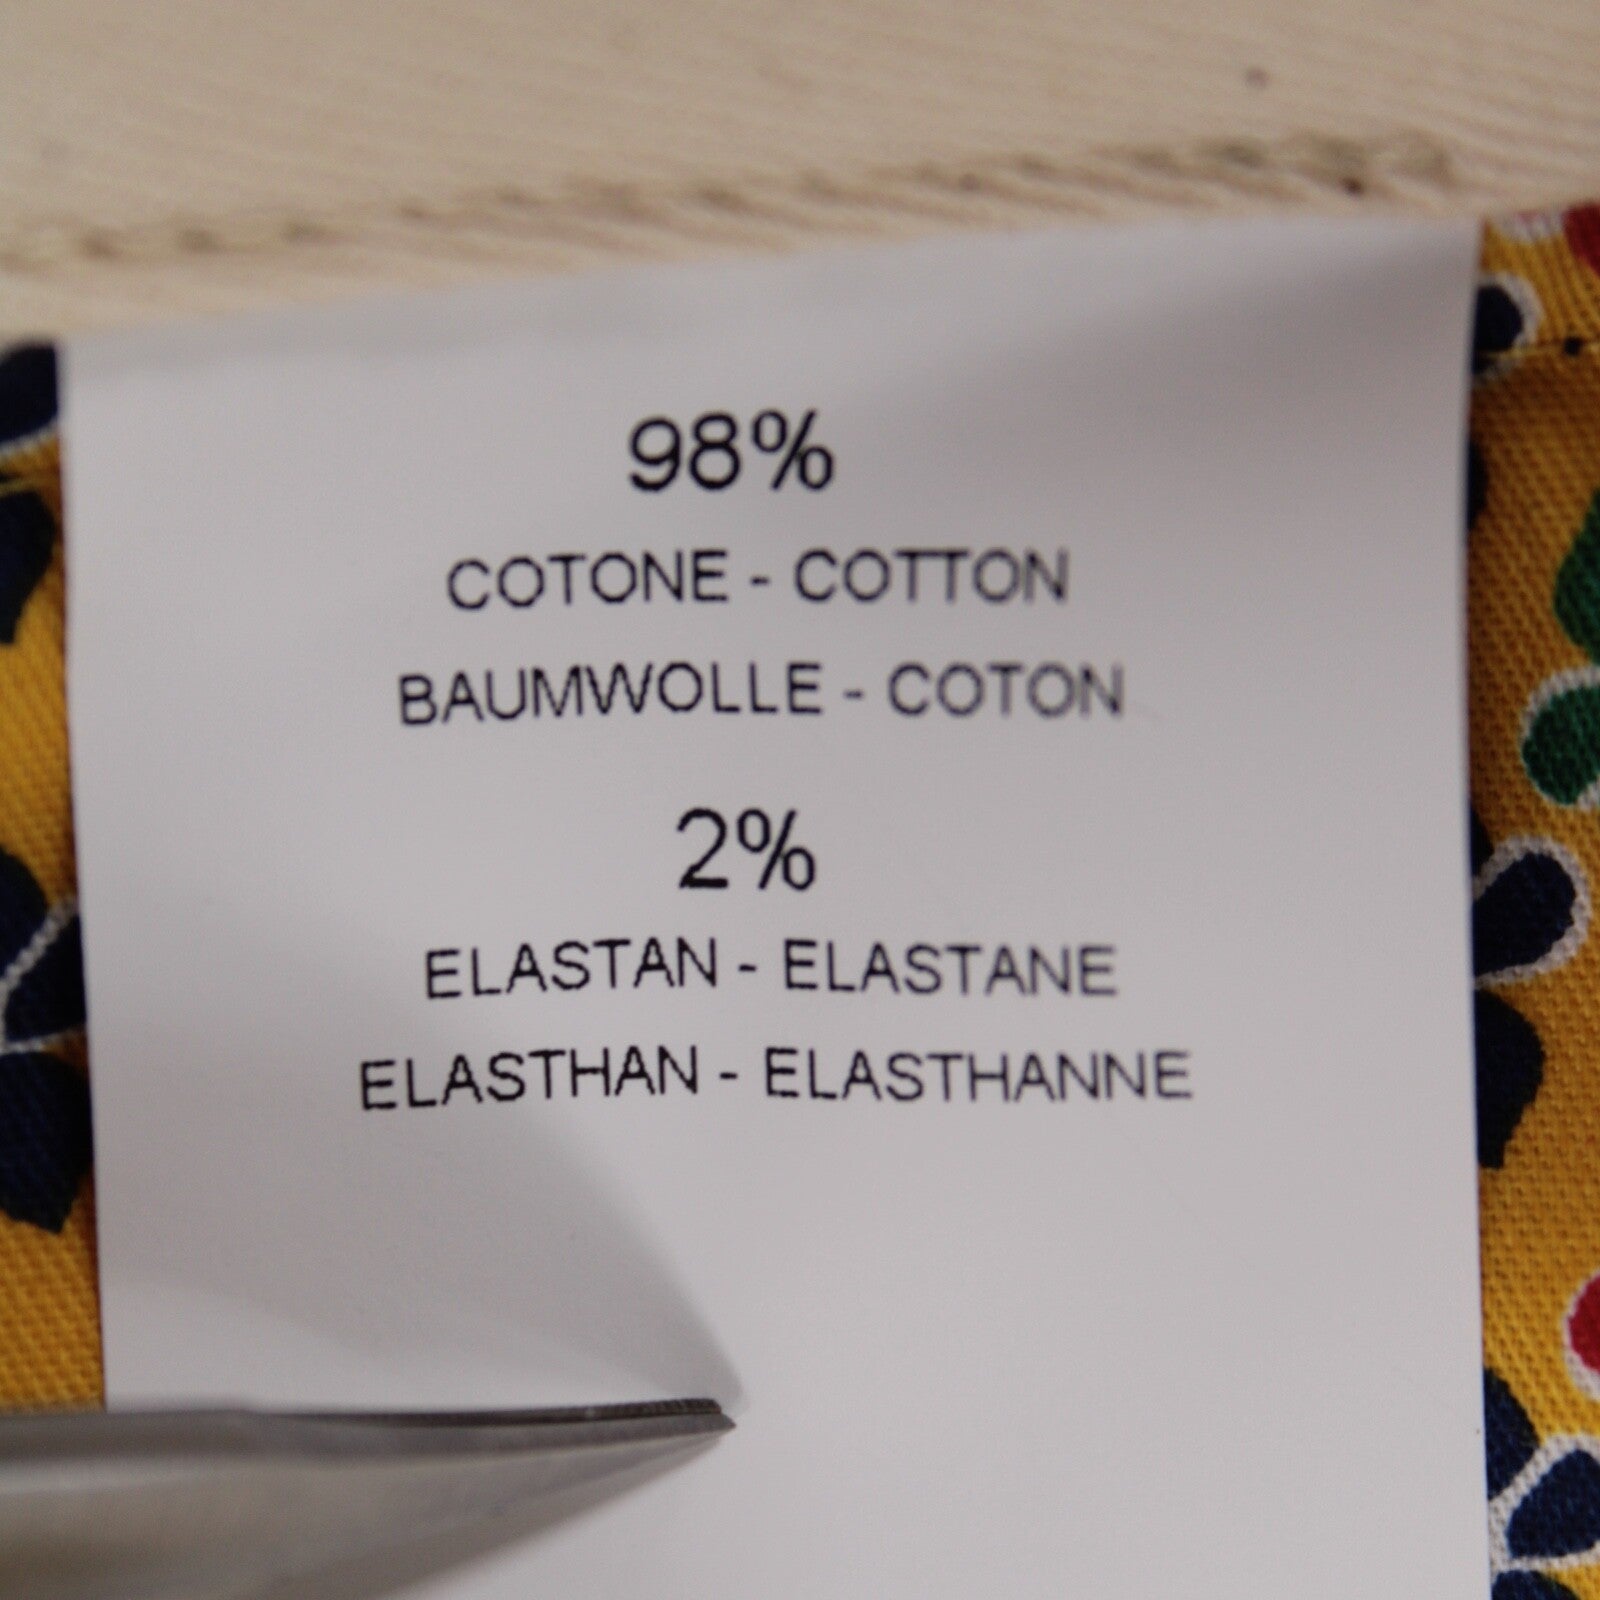 98%
COTONE - COTTON
BAUMWOLLE - COTON
2%
ELASTAN - ELASTANE
ELASTHAN - ELASTHANNE